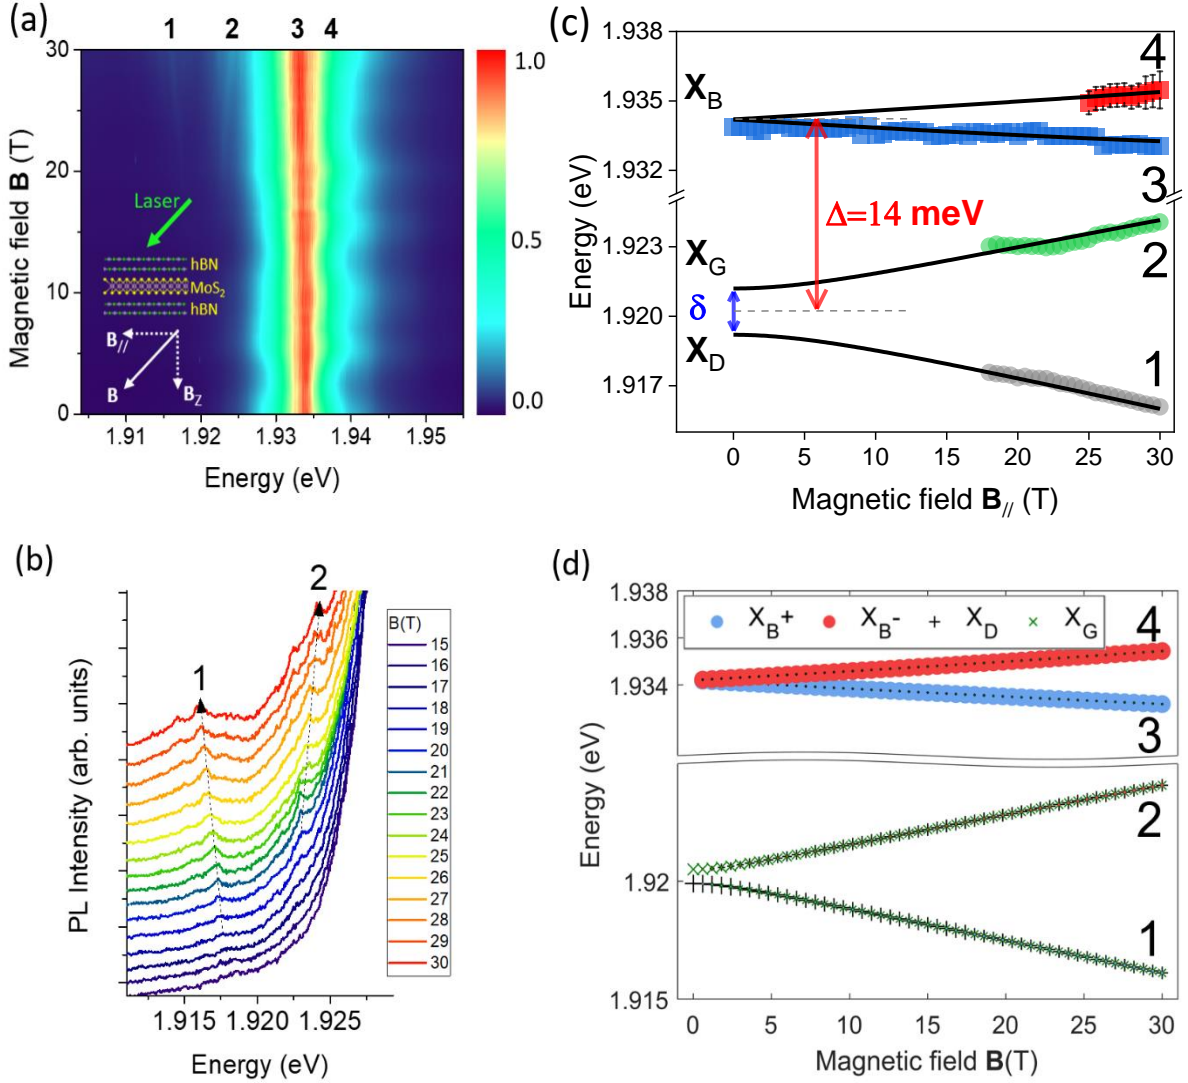 (a)
1 2 3 4
Magnetic field B (T)
30
20
10
0
1.91 1.92 1.93 1.94 1.95
Energy (eV)
1.0
0.5
0.0
Laser
hBN
MoS2
hBN
B//
B
BZ
(c)
Energy (eV)
1.938
1.935
1.932
1.923
1.920
1.917
XB
XG
δ
XD
Δ=14 meV
4
3
2
1
0 5 10 15 20 25 30
Magnetic field B// (T)
(b)
PL Intensity (arb. units)
1
2
B(T)
15
16
17
18
19
20
21
22
23
24
25
26
27
28
29
30
1.915 1.920 1.925
Energy (eV)
(d)
Energy (eV)
1.938
1.936
1.934
1.92
1.915
XB+ XB- + XD × XG
4
3
2
1
0 5 10 15 20 25 30
Magnetic field B(T)